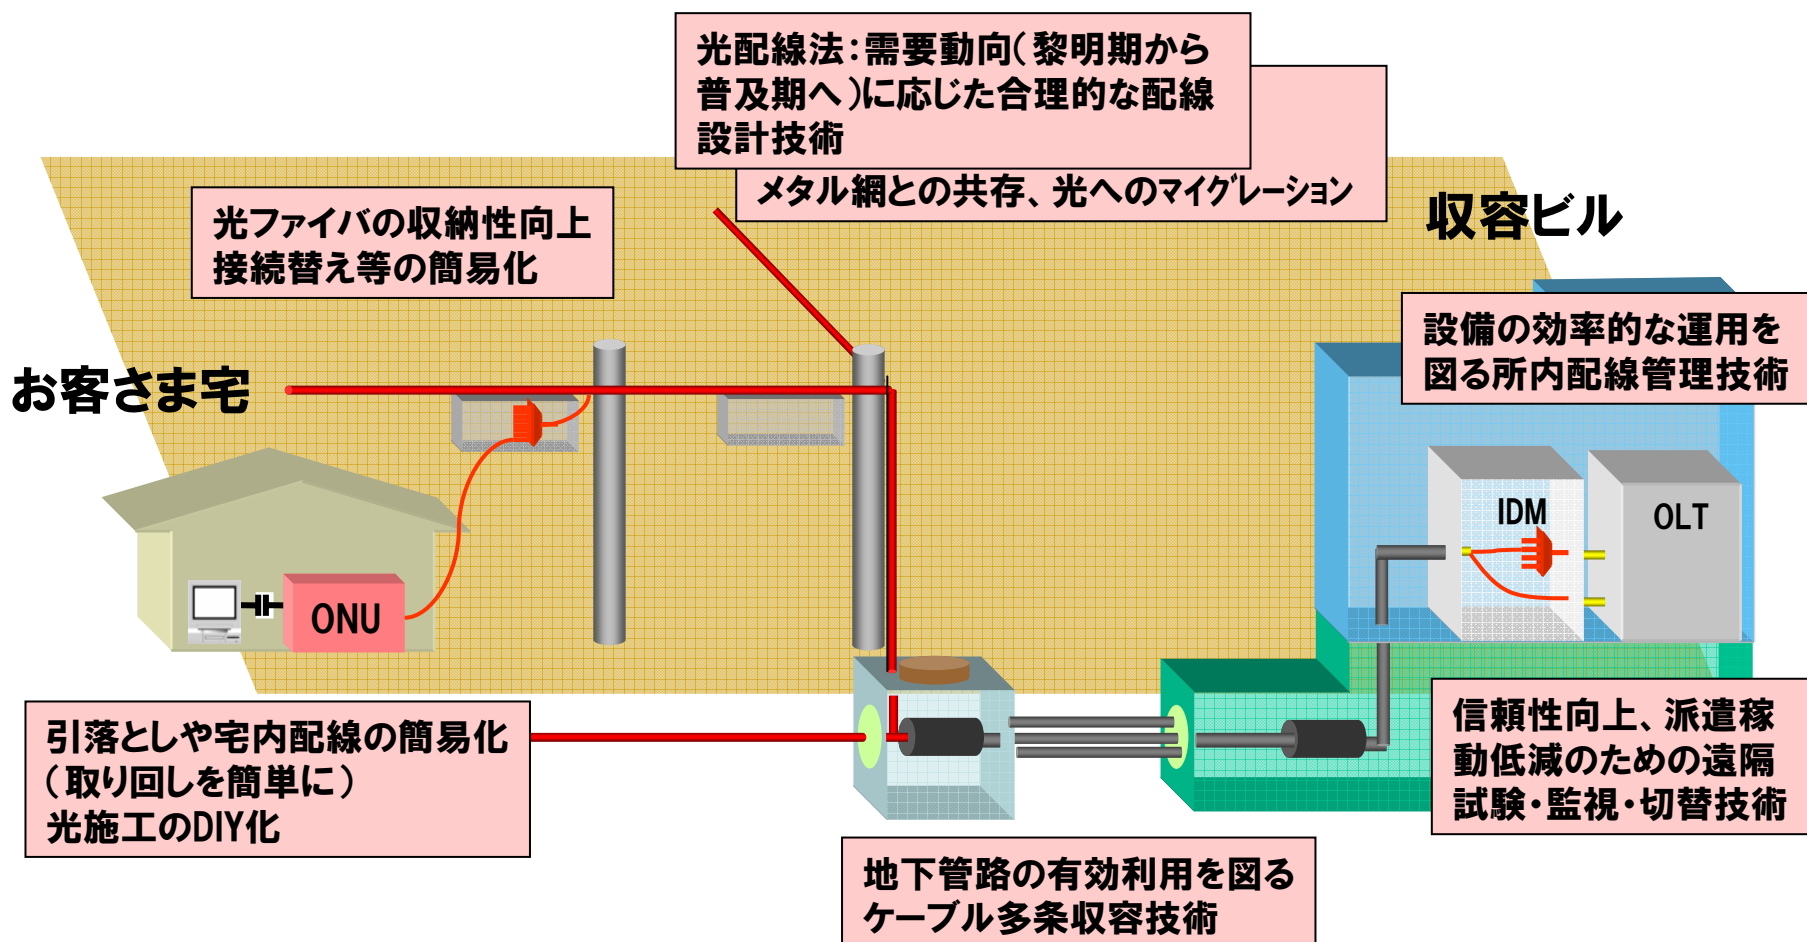 光配線法：需要動向（黎明期から
普及期へ）に応じた合理的な配線
設計技術
メタル網との共存、光へのマイグレーション
光ファイバの収納性向上
接続替え等の簡易化
収容ビル
設備の効率的な運用を
図る所内配線管理技術
お客さま宅
IDM
OLT
ONU
引落としや宅内配線の簡易化
（取り回しを簡単に）
光施工のDIY化
信頼性向上、派遣稼
動低減のための遠隔
試験・監視・切替技術
地下管路の有効利用を図る
ケーブル多条収容技術